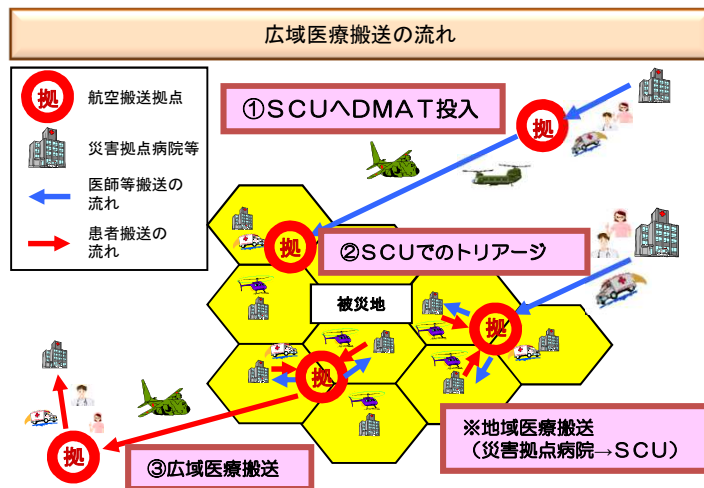 広域医療搬送の流れ
拠
航空搬送拠点
災害拠点病院等
医師等搬送の
流れ
患者搬送の
流れ
①SCUへDMAT投入
拠
拠
②SCUでのトリアージ
被災地
拠
拠
※地域医療搬送
（災害拠点病院→SCU）
拠
③広域医療搬送